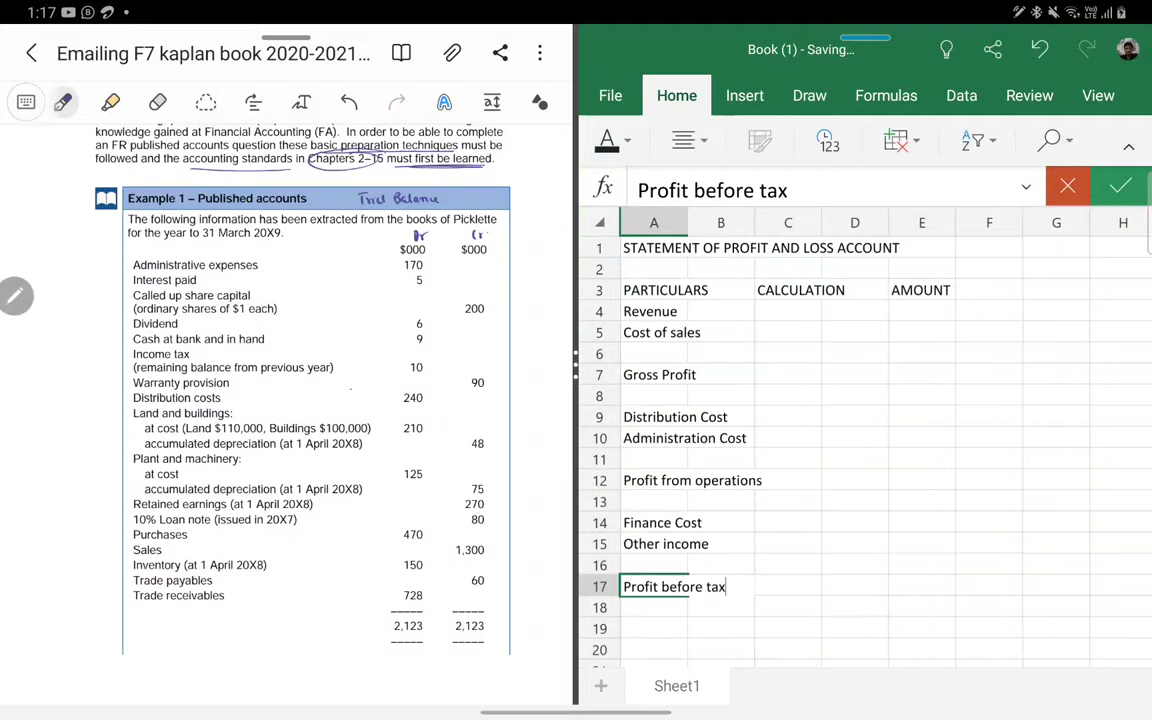 1:17
Emailing F7 kaplan book 2020-2021...
knowledge gained at Financial Accounting (FA). In order to be able to complete
an FR published accounts question these basic preparation techniques must be
followed and the accounting standards in Chapters 2–15 must first be learned.
Example 1 – Published accounts Trial Balance
The following information has been extracted from the books of Picklette
for the year to 31 March 20X9. Dr Cr
$000 $000
Administrative expenses 170
Interest paid 5
Called up share capital
(ordinary shares of $1 each) 200
Dividend 6
Cash at bank and in hand 9
Income tax
(remaining balance from previous year) 10
Warranty provision 90
Distribution costs 240
Land and buildings:
at cost (Land $110,000, Buildings $100,000) 210
accumulated depreciation (at 1 April 20X8) 48
Plant and machinery:
at cost 125
accumulated depreciation (at 1 April 20X8) 75
Retained earnings (at 1 April 20X8) 270
10% Loan note (issued in 20X7) 80
Purchases 470
Sales 1,300
Inventory (at 1 April 20X8) 150
Trade payables 60
Trade receivables 728
2,123 2,123
Book (1) - Saving...
File Home Insert Draw Formulas Data Review View
A 123
fx Profit before tax
A B C D E F G H
1 STATEMENT OF PROFIT AND LOSS ACCOUNT
2
3 PARTICULARS CALCULATION AMOUNT
4 Revenue
5 Cost of sales
6
7 Gross Profit
8
9 Distribution Cost
10 Administration Cost
11
12 Profit from operations
13
14 Finance Cost
15 Other income
16
17 Profit before tax
18
19
20
Sheet1